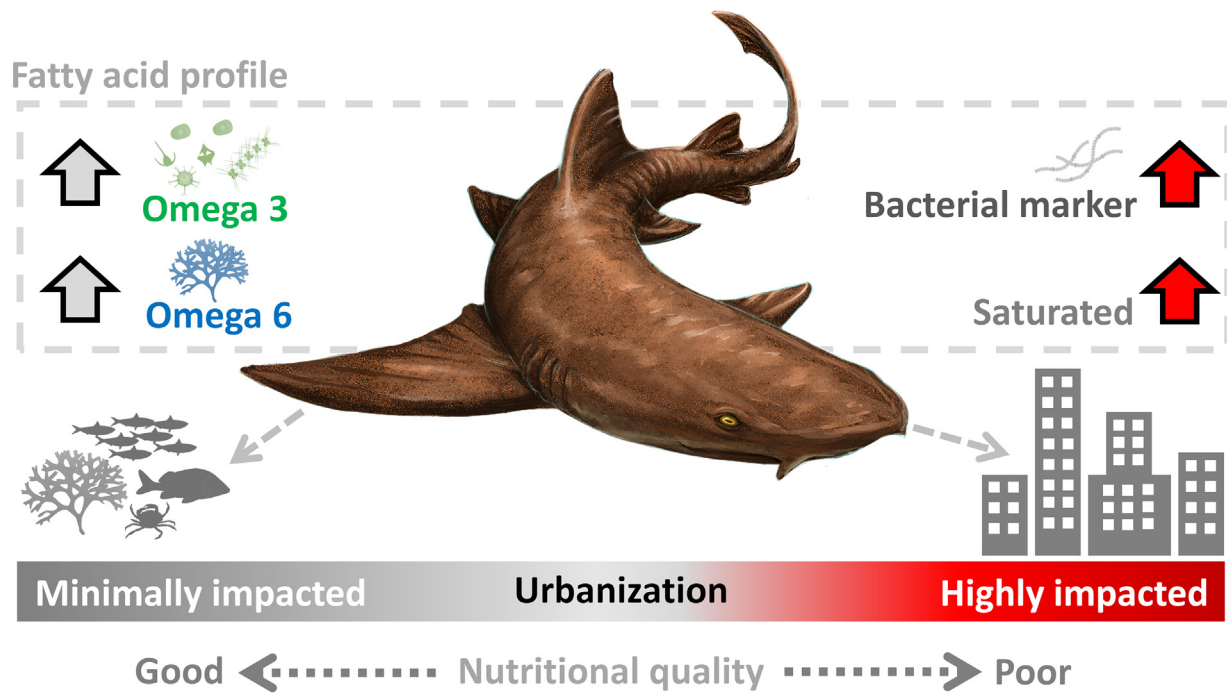 Fatty acid profile
Omega 3
Bacterial marker
Omega 6
Saturated
Minimally impacted Urbanization Highly impacted
Good Nutritional quality Poor